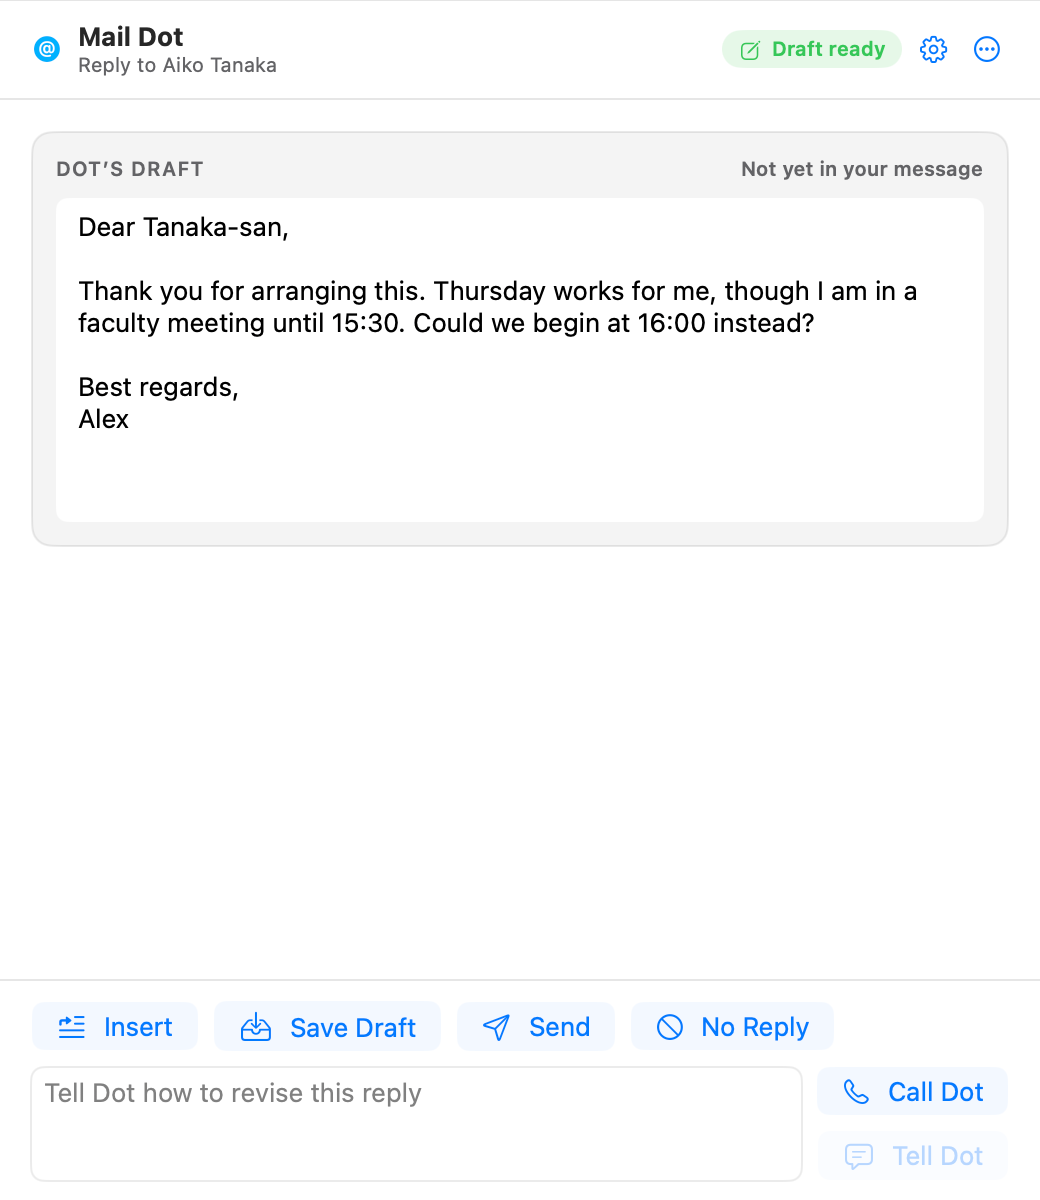 Mail Dot
Reply to Aiko Tanaka
Draft ready
DOT’S DRAFT
Not yet in your message
Dear Tanaka-san,
Thank you for arranging this. Thursday works for me, though I am in a
faculty meeting until 15:30. Could we begin at 16:00 instead?
Best regards,
Alex
Insert
Save Draft
Send
No Reply
Tell Dot how to revise this reply
Call Dot
Tell Dot